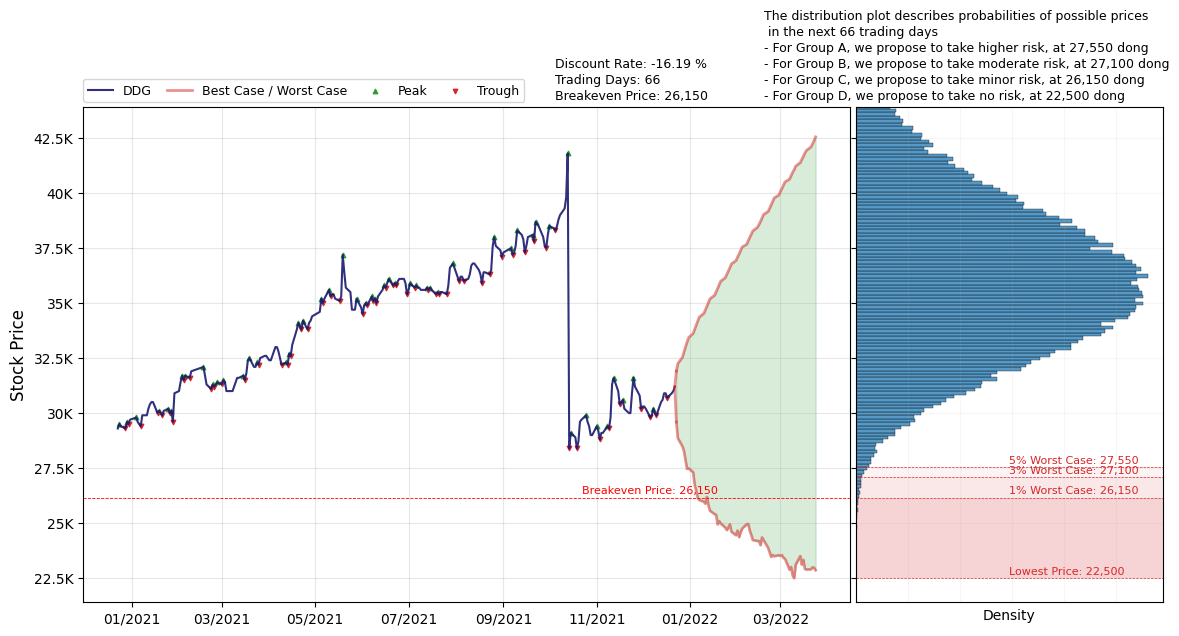 The distribution plot describes probabilities of possible prices
in the next 66 trading days
- For Group A, we propose to take higher risk, at 27,550 dong
- For Group B, we propose to take moderate risk, at 27,100 dong
- For Group C, we propose to take minor risk, at 26,150 dong
- For Group D, we propose to take no risk, at 22,500 dong
Discount Rate: -16.19 %
Trading Days: 66
Breakeven Price: 26,150
DDG
Best Case / Worst Case
Peak
Trough
Stock Price
42.5K
40K
37.5K
35K
32.5K
30K
27.5K
25K
22.5K
Breakeven Price: 26,150
01/2021
03/2021
05/2021
07/2021
09/2021
11/2021
01/2022
03/2022
5% Worst Case: 27,550
3% Worst Case: 27,100
1% Worst Case: 26,150
Lowest Price: 22,500
Density